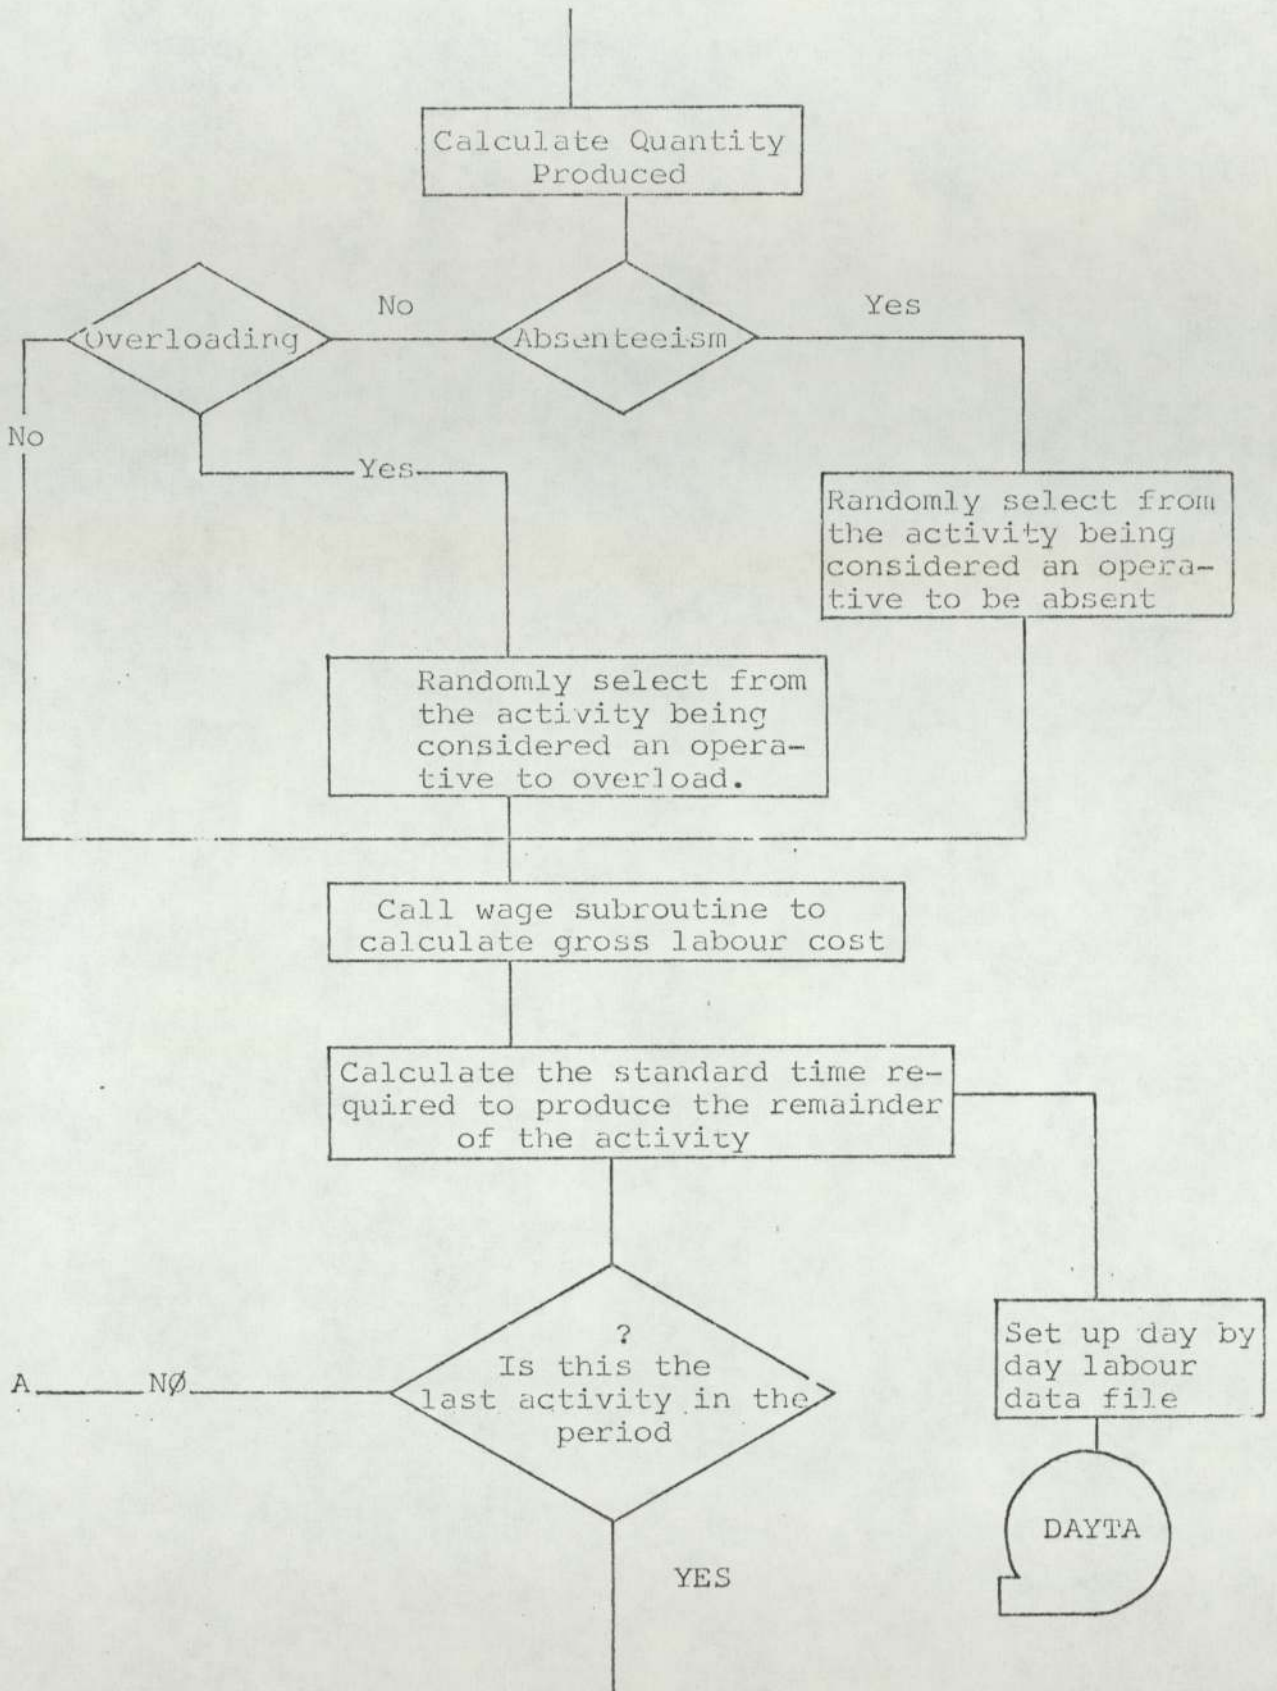 Calculate Quantity
Produced
Overloading
No
Absenteeism
Yes
No
Yes
Randomly select from
the activity being
considered an opera-
tive to be absent
Randomly select from
the activity being
considered an opera-
tive to overload.
Call wage subroutine to
calculate gross labour cost
Calculate the standard time re-
quired to produce the remainder
of the activity
?
Is this the
last activity in the
period
A
NØ
Set up day by
day labour
data file
DAYTA
YES